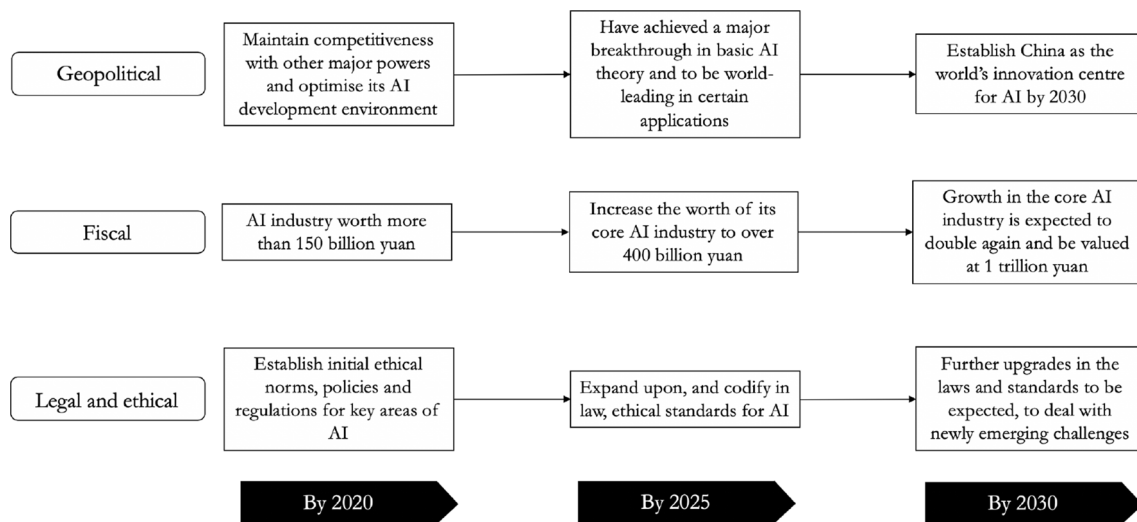 Geopolitical
Maintain competitiveness
with other major powers
and optimise its AI
development environment
Have achieved a major
breakthrough in basic AI
theory and to be world-
leading in certain
applications
Establish China as the
world's innovation centre
for AI by 2030
Fiscal
AI industry worth more
than 150 billion yuan
Increase the worth of its
core AI industry to over
400 billion yuan
Growth in the core AI
industry is expected to
double again and be valued
at 1 trillion yuan
Legal and ethical
Establish initial ethical
norms, policies and
regulations for key areas of
AI
Expand upon, and codify in
law, ethical standards for AI
Further upgrades in the
laws and standards to be
expected, to deal with
newly emerging challenges
By 2020
By 2025
By 2030